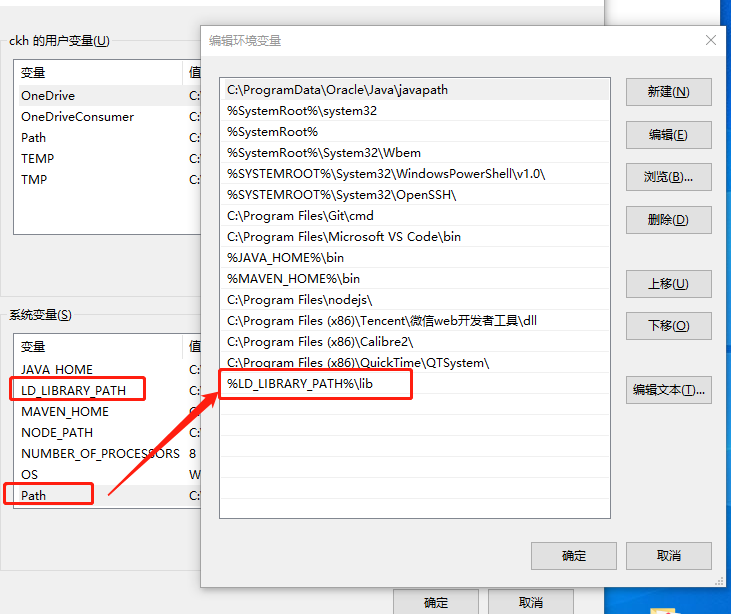 ckh 的用户变量(U)
变量
值
OneDrive
C:\
OneDriveConsumer
C:\
Path
C:\
TEMP
C:\
TMP
C:\
系统变量(S)
变量
值
JAVA_HOME
C:\
LD_LIBRARY_PATH
C:\
MAVEN_HOME
C:\
NODE_PATH
C:\
NUMBER_OF_PROCESSORS
8
OS
W
Path
C:\
确定
取消
编辑环境变量
C:\ProgramData\Oracle\Java\javapath
%SystemRoot%\system32
%SystemRoot%
%SystemRoot%\System32\Wbem
%SYSTEMROOT%\System32\WindowsPowerShell\v1.0\
%SYSTEMROOT%\System32\OpenSSH\
C:\Program Files\Git\cmd
C:\Program Files\Microsoft VS Code\bin
%JAVA_HOME%\bin
%MAVEN_HOME%\bin
C:\Program Files\nodejs\
C:\Program Files (x86)\Tencent\微信web开发者工具\dll
C:\Program Files (x86)\Calibre2\
C:\Program Files (x86)\QuickTime\QTSystem\
%LD_LIBRARY_PATH%\lib
新建(N)
编辑(E)
浏览(B)...
删除(D)
上移(U)
下移(O)
编辑文本(T)...
确定
取消